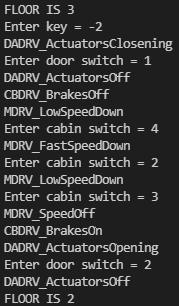 FLOOR IS 3
Enter key = -2
DADRV_ActuatorsClosening
Enter door switch = 1
DADRV_ActuatorsOff
CBDRV_BrakesOff
MDRV_LowSpeedDown
Enter cabin switch = 4
MDRV_FastSpeedDown
Enter cabin switch = 2
MDRV_LowSpeedDown
Enter cabin switch = 3
MDRV_SpeedOff
CBDRV_BrakesOn
DADRV_ActuatorsOpening
Enter door switch = 2
DADRV_ActuatorsOff
FLOOR IS 2